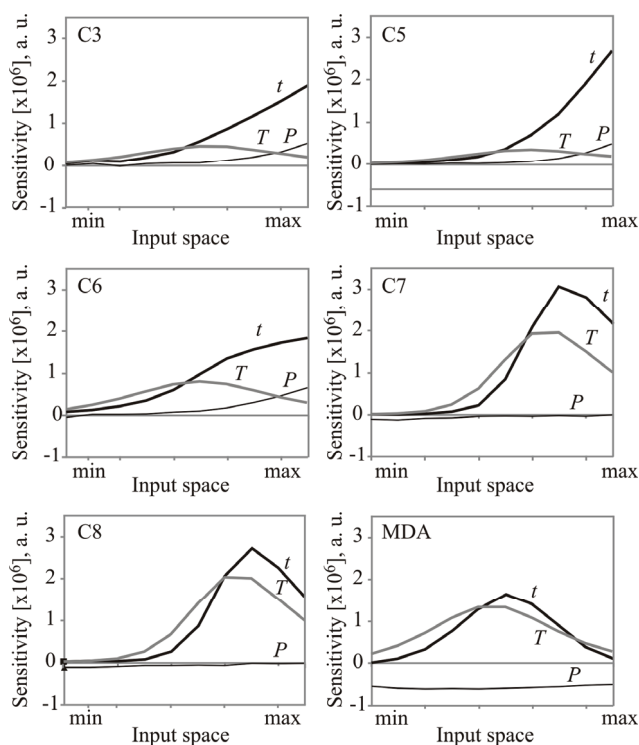 C3
Sensitivity [x10⁶], a. u.
3
2
1
0
-1
t
T
P
min
max
Input space
C5
Sensitivity [x10⁶], a. u.
3
2
1
0
-1
t
T
P
min
max
Input space
C6
Sensitivity [x10⁶], a. u.
3
2
1
0
-1
t
T
P
min
max
Input space
C7
Sensitivity [x10⁶], a. u.
3
2
1
0
-1
t
T
P
min
max
Input space
C8
Sensitivity [x10⁶], a. u.
3
2
1
0
-1
t
T
P
min
max
Input space
MDA
Sensitivity [x10⁶], a. u.
3
2
1
0
-1
t
T
P
min
max
Input space